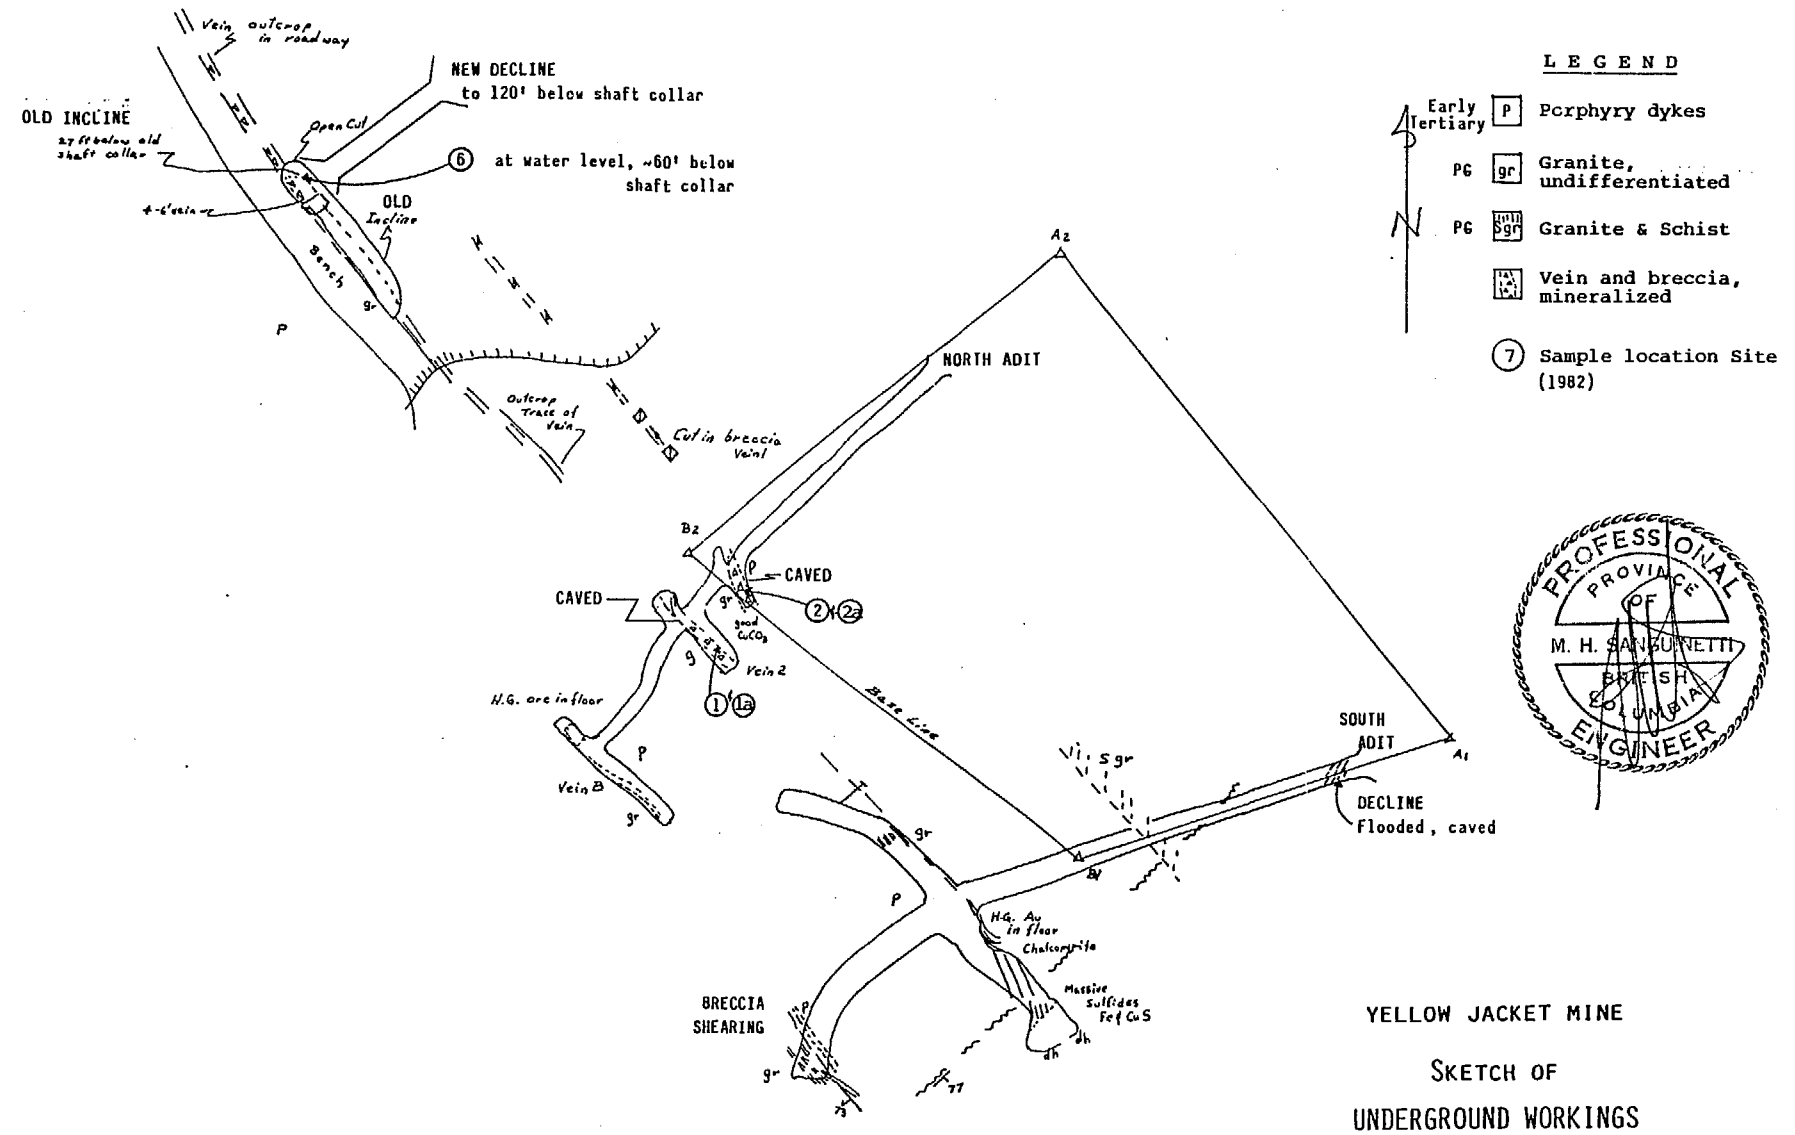 Vein outcrop
in roadway
NEW DECLINE
to 120' below shaft collar
OLD INCLINE
27 ft below old
shaft collar
Open Cut
6
at water level, ~60' below
shaft collar
4-6' vein
OLD
Incline
Bench
gr
P
Outcrop
Trace of
Vein
Cut in breccia
Vein 1
A2
NORTH ADIT
B2
P
CAVED
CAVED
gr
2 + 2a
good
CuCO3
g
Vein 2
1 1a
H.G. ore in floor
P
Vein B
gr
Base Line
S gr
SOUTH
ADIT
A1
DECLINE
Flooded, caved
B1
gr
P
H.G. Au
in floor
Chalcopyrite
Massive
Sulfides
Fe & CuS
dh
dh
BRECCIA
SHEARING
P
gr
73
77
LEGEND
Early
Tertiary
P
Porphyry dykes
PG
gr
Granite,
undifferentiated
N
PG
Sgr
Granite & Schist
Vein and breccia,
mineralized
7
Sample location Site
(1982)
PROFESSIONAL
PROVINCE
OF
M. H. SANGUINETTI
BRITISH
COLUMBIA
ENGINEER
YELLOW JACKET MINE
SKETCH OF
UNDERGROUND WORKINGS